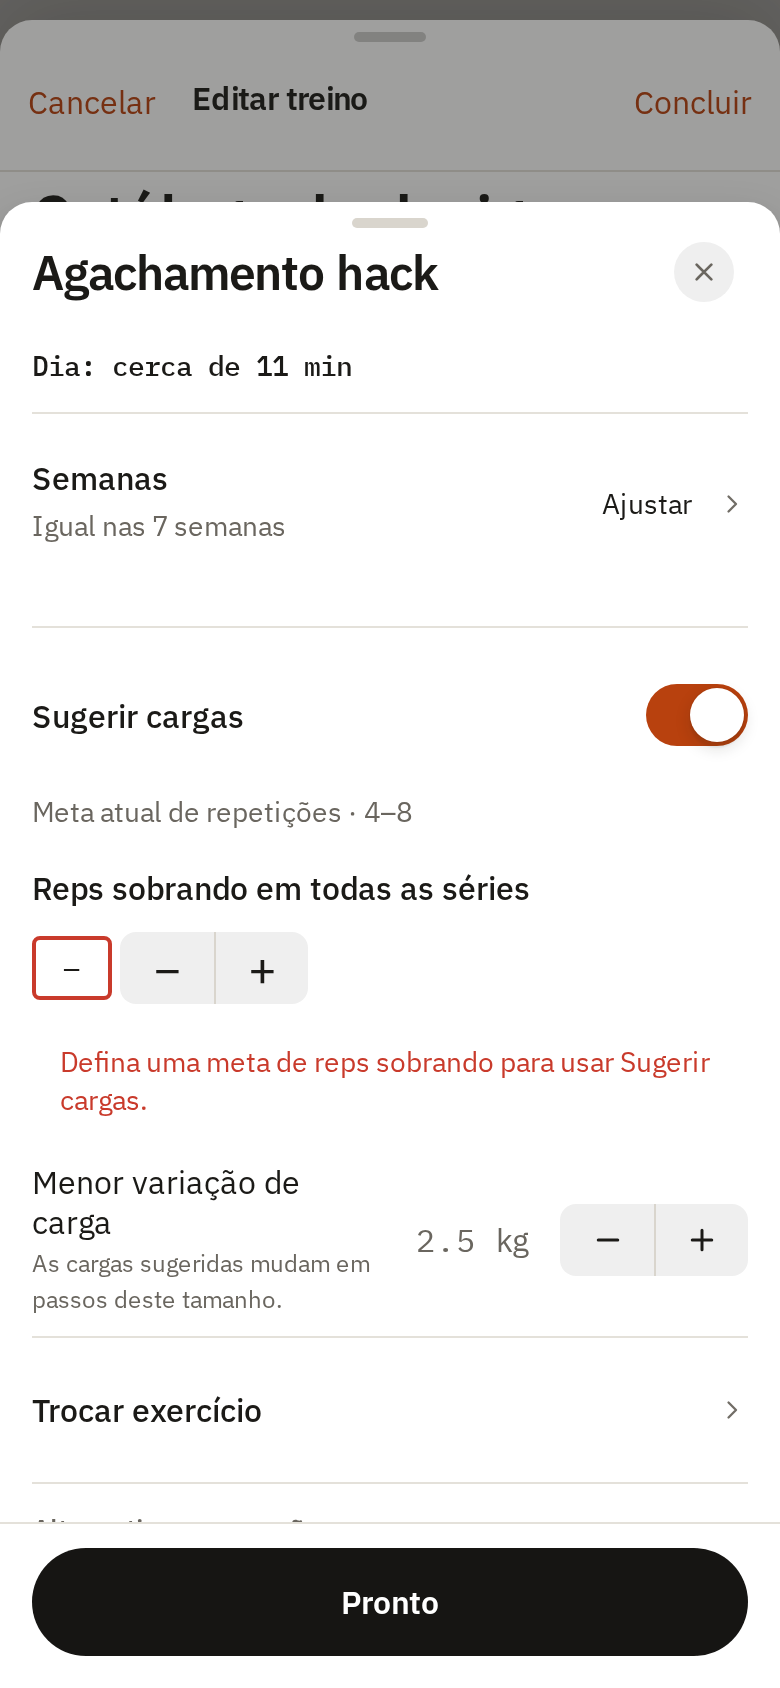 Cancelar
Editar treino
Concluir
Agachamento hack
Dia: cerca de 11 min
Semanas
Igual nas 7 semanas
Ajustar
Sugerir cargas
Meta atual de repetições · 4–8
Reps sobrando em todas as séries
–
Defina uma meta de reps sobrando para usar Sugerir
cargas.
Menor variação de
carga
2.5 kg
As cargas sugeridas mudam em
passos deste tamanho.
Trocar exercício
Pronto